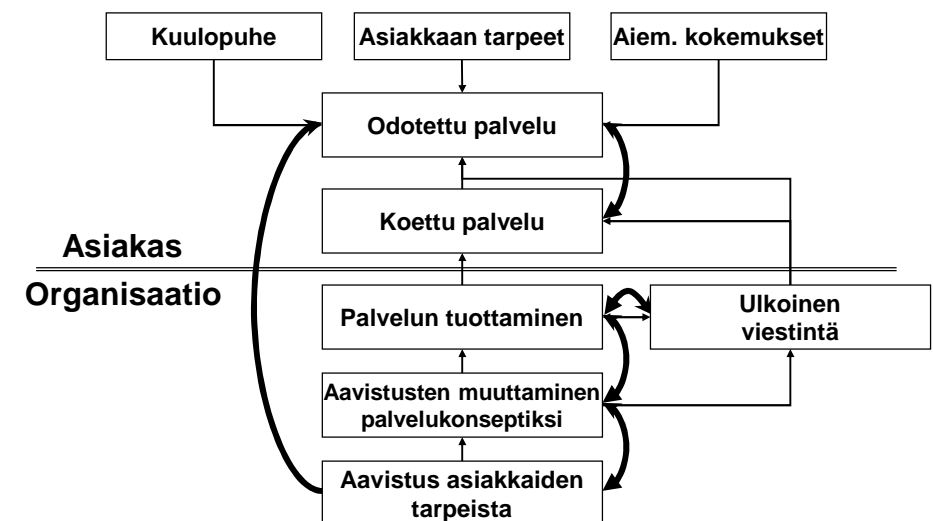 Kuulopuhe
Asiakkaan tarpeet
Aiem. kokemukset
Odotettu palvelu
Koettu palvelu
Asiakas
Organisaatio
Palvelun tuottaminen
Ulkoinen
viestintä
Aavistusten muuttaminen
palvelukonseptiksi
Aavistus asiakkaiden
tarpeista